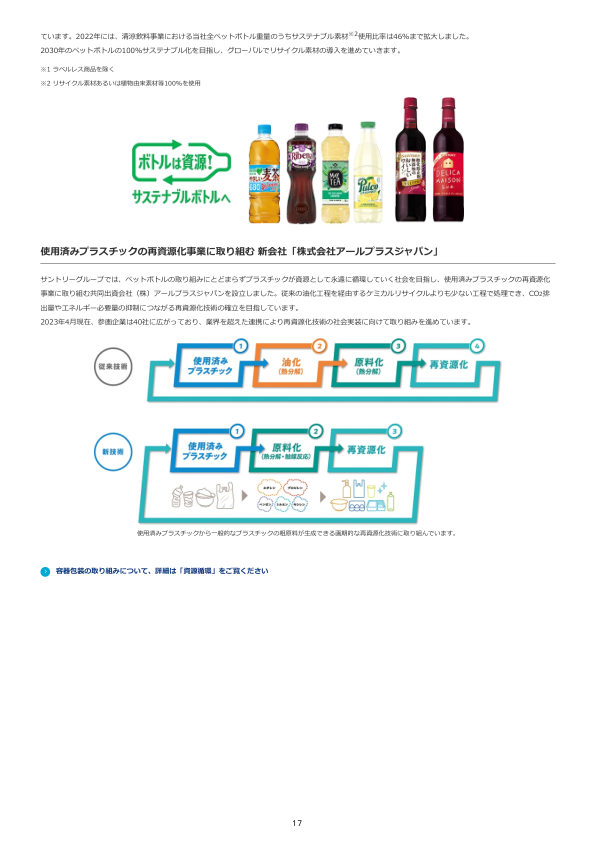 ています。2022年には、清涼飲料事業における当社全ペットボトル重量のうちサステナブル素材※2使用比率は46%まで拡大しました。
2030年のペットボトルの100%サステナブル化を目指し、グローバルでリサイクル素材の導入を進めていきます。
※1 ラベルレス商品を除く
※2 リサイクル素材あるいは植物由来素材等100%を使用
ボトルは資源!
サステナブルボトルへ
麦茶
680
Ribena
MAY TEA
Pulco
DELICA
MAISON
使用済みプラスチックの再資源化事業に取り組む 新会社「株式会社アールプラスジャパン」
サントリーグループでは、ペットボトルの取り組みにとどまらずプラスチックが資源として永遠に循環していく社会を目指し、使用済みプラスチックの再資源化
事業に取り組む共同出資会社(株)アールプラスジャパンを設立しました。従来の油化工程を経由するケミカルリサイクルよりも少ない工程で処理でき、CO2排
出量やエネルギー必要量の抑制につながる再資源化技術の確立を目指しています。
2023年4月現在、参画企業は40社に広がっており、業界を超えた連携により再資源化技術の社会実装に向けて取り組みを進めています。
従来技術
1
使用済み
プラスチック
2
油化
(熱分解)
3
原料化
(熱分解)
4
再資源化
新技術
1
使用済み
プラスチック
2
原料化
(熱分解・触媒反応)
3
再資源化
エチレン
プロピレン
ベンゼン
トルエン
キシレン
使用済みプラスチックから一般的なプラスチックの粗原料が生成できる画期的な再資源化技術に取り組んでいます。
容器包装の取り組みについて、詳細は「資源循環」をご覧ください
17